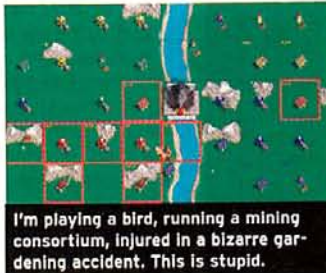 I'm playing a bird, running a mining
consortium, injured in a bizarre gar-
dening accident. This is stupid.